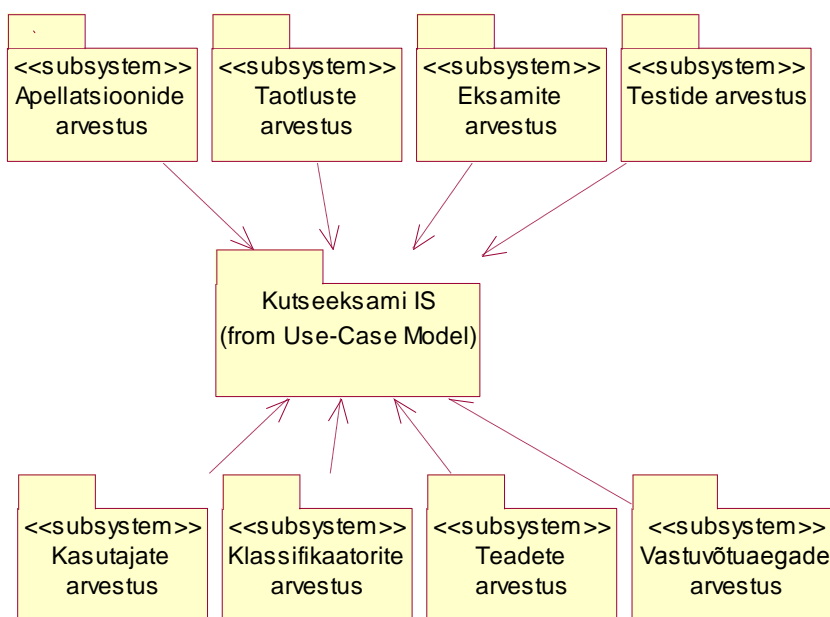 <<subsystem>>
Apellatsioonide
arvestus
<<subsystem>>
Taotluste
arvestus
<<subsystem>>
Eksamite
arvestus
<<subsystem>>
Testide arvestus
Kutseeksami IS
(from Use-Case Model)
<<subsystem>>
Kasutajate
arvestus
<<subsystem>>
Klassifikaatorite
arvestus
<<subsystem>>
Teadete
arvestus
<<subsystem>>
Vastuvõtuaegade
arvestus